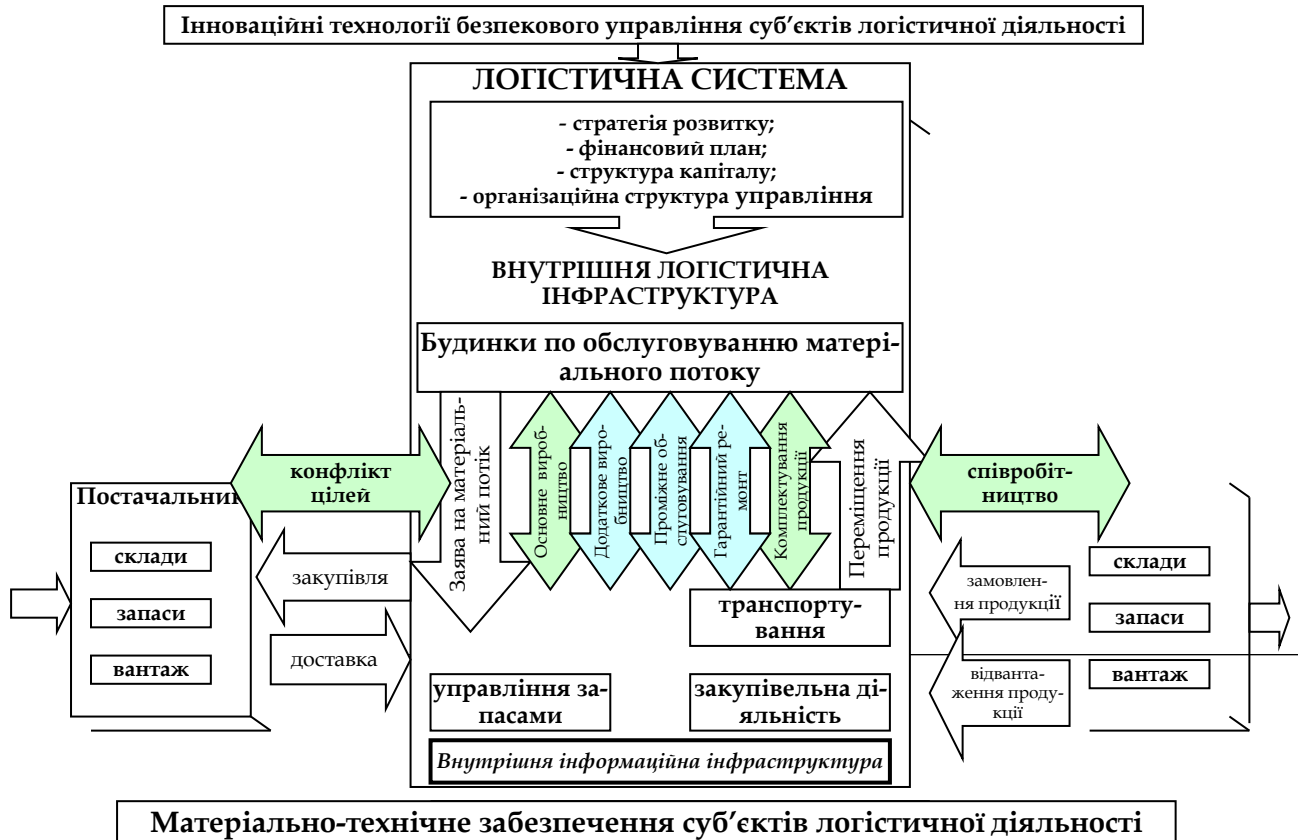 Інноваційні технології безпекового управління суб’єктів логістичної діяльності
ЛОГІСТИЧНА СИСТЕМА
- стратегія розвитку;
- фінансовий план;
- структура капіталу;
- організаційна структура управління
ВНУТРІШНЯ ЛОГІСТИЧНА
ІНФРАСТРУКТУРА
Будинки по обслуговуванню матері-
ального потоку
Заява на матеріаль-
ний потік
Основне вироб-
ництво
Додаткове виро-
бництво
Проміжне об-
слуговування
Гарантійний ре-
монт
Комплектування
продукції
Переміщення
продукції
конфлікт
цілей
співробіт-
ництво
Постачальник
склади
запаси
вантаж
закупівля
доставка
транспорту-
вання
управління за-
пасами
закупівельна ді-
яльність
Внутрішня інформаційна інфраструктура
замовлен-
ня продукції
відванта-
ження проду-
кції
склади
запаси
вантаж
Матеріально-технічне забезпечення суб’єктів логістичної діяльності